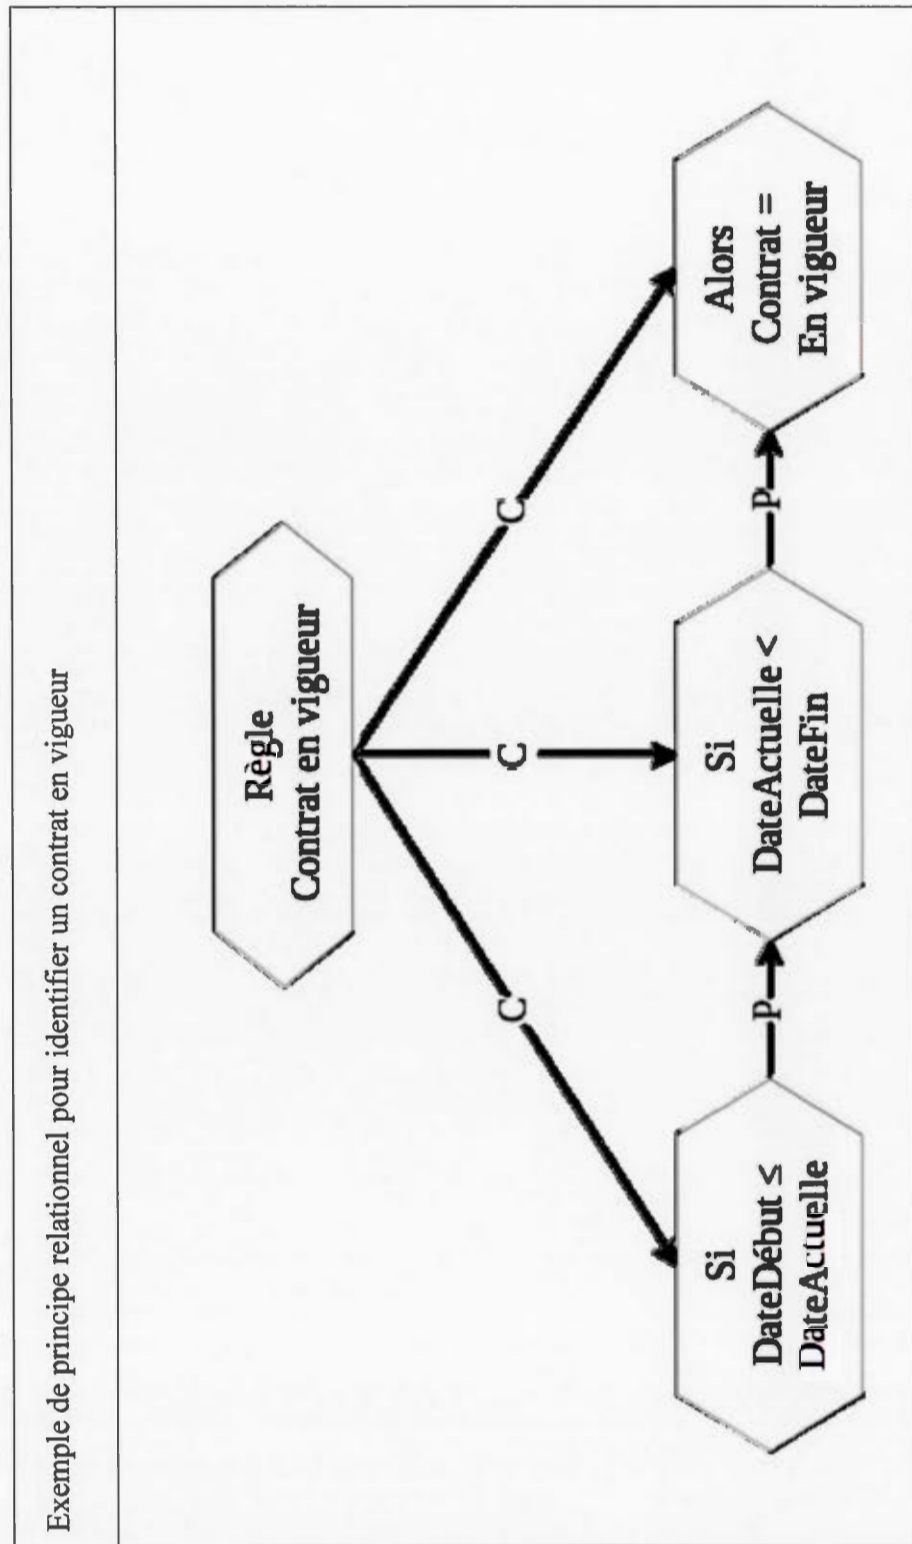 Exemple de principe relationnel pour identifier un contrat en vigueur
Règle
Contrat en vigueur
C
C
C
Si
DateDébut ≤
DateActuelle
P
Si
DateActuelle <
DateFin
P
Alors
Contrat =
En vigueur